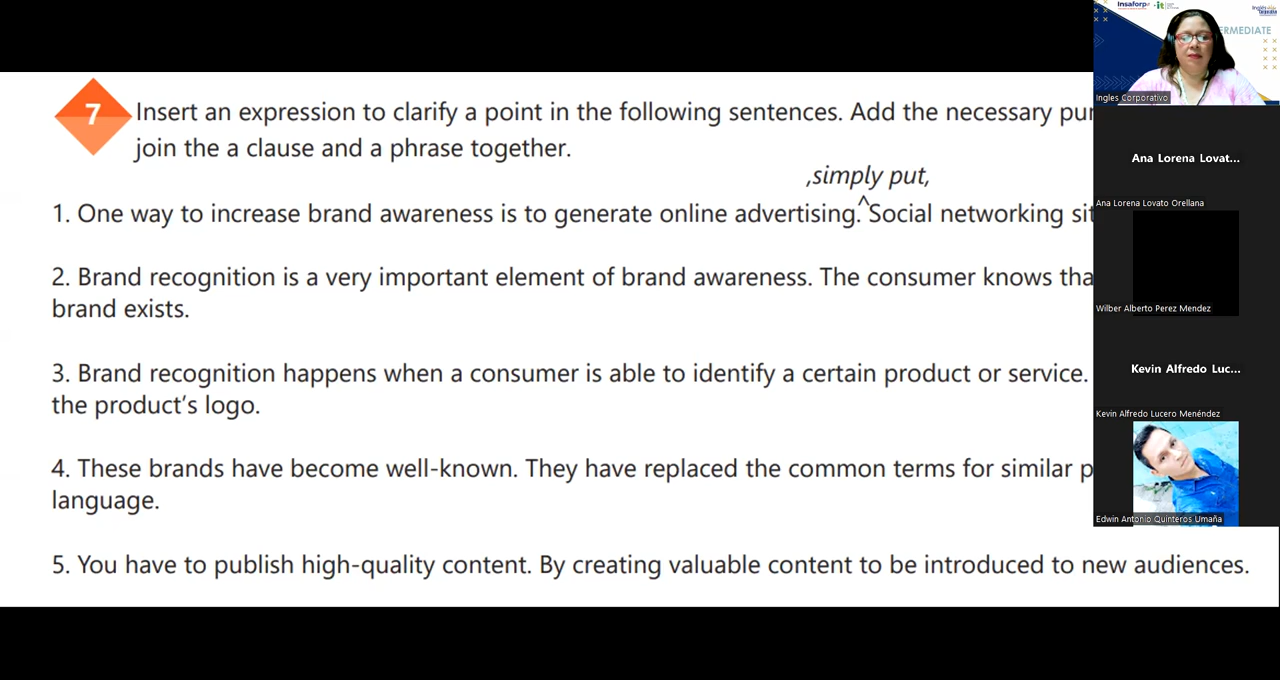 7
Insert an expression to clarify a point in the following sentences. Add the necessary
join the a clause and a phrase together.
,simply put,
1. One way to increase brand awareness is to generate online advertising.^Social networking
2. Brand recognition is a very important element of brand awareness. The consumer knows
brand exists.
3. Brand recognition happens when a consumer is able to identify a certain product or service.
the product's logo.
4. These brands have become well-known. They have replaced the common terms for similar
language.
5. You have to publish high-quality content. By creating valuable content to be introduced to new audiences.
Insaforp
ERMEDIATE
Ingles Corporativo
Ana Lorena Lovat...
Ana Lorena Lovato Orellana
Wilber Alberto Perez Mendez
Kevin Alfredo Luc...
Kevin Alfredo Lucero Menéndez
Edwin Antonio Quinteros Umaña